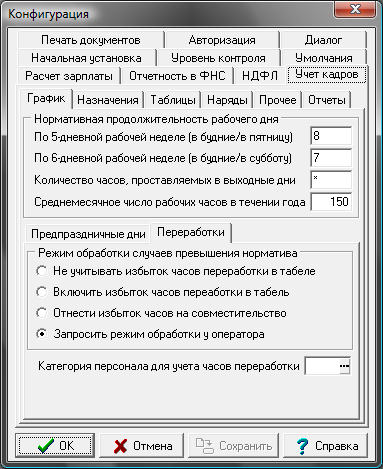 Конфигурация
Печать документов Авторизация Диалог
Начальная установка Уровень контроля Умолчания
Расчет зарплаты Отчетность в ФНС НДФЛ Учет кадров
График Назначения Таблицы Наряды Прочее Отчеты
Нормативная продолжительность рабочего дня
По 5-дневной рабочей неделе (в будние/в пятницу) 8
По 6-дневной рабочей неделе (в будние/в субботу) 7
Количество часов, проставляемых в выходные дни *
Среднемесячное число рабочих часов в течении года 150
Предпраздничные дни Переработки
Режим обработки случаев превышения норматива
Не учитывать избыток часов переработки в табеле
Включить избыток часов переаботки в табель
Отнести избыток часов на совместительство
Запросить режим обработки у оператора
Категория персонала для учета часов переработки ...
OK Отмена Сохранить ? Справка